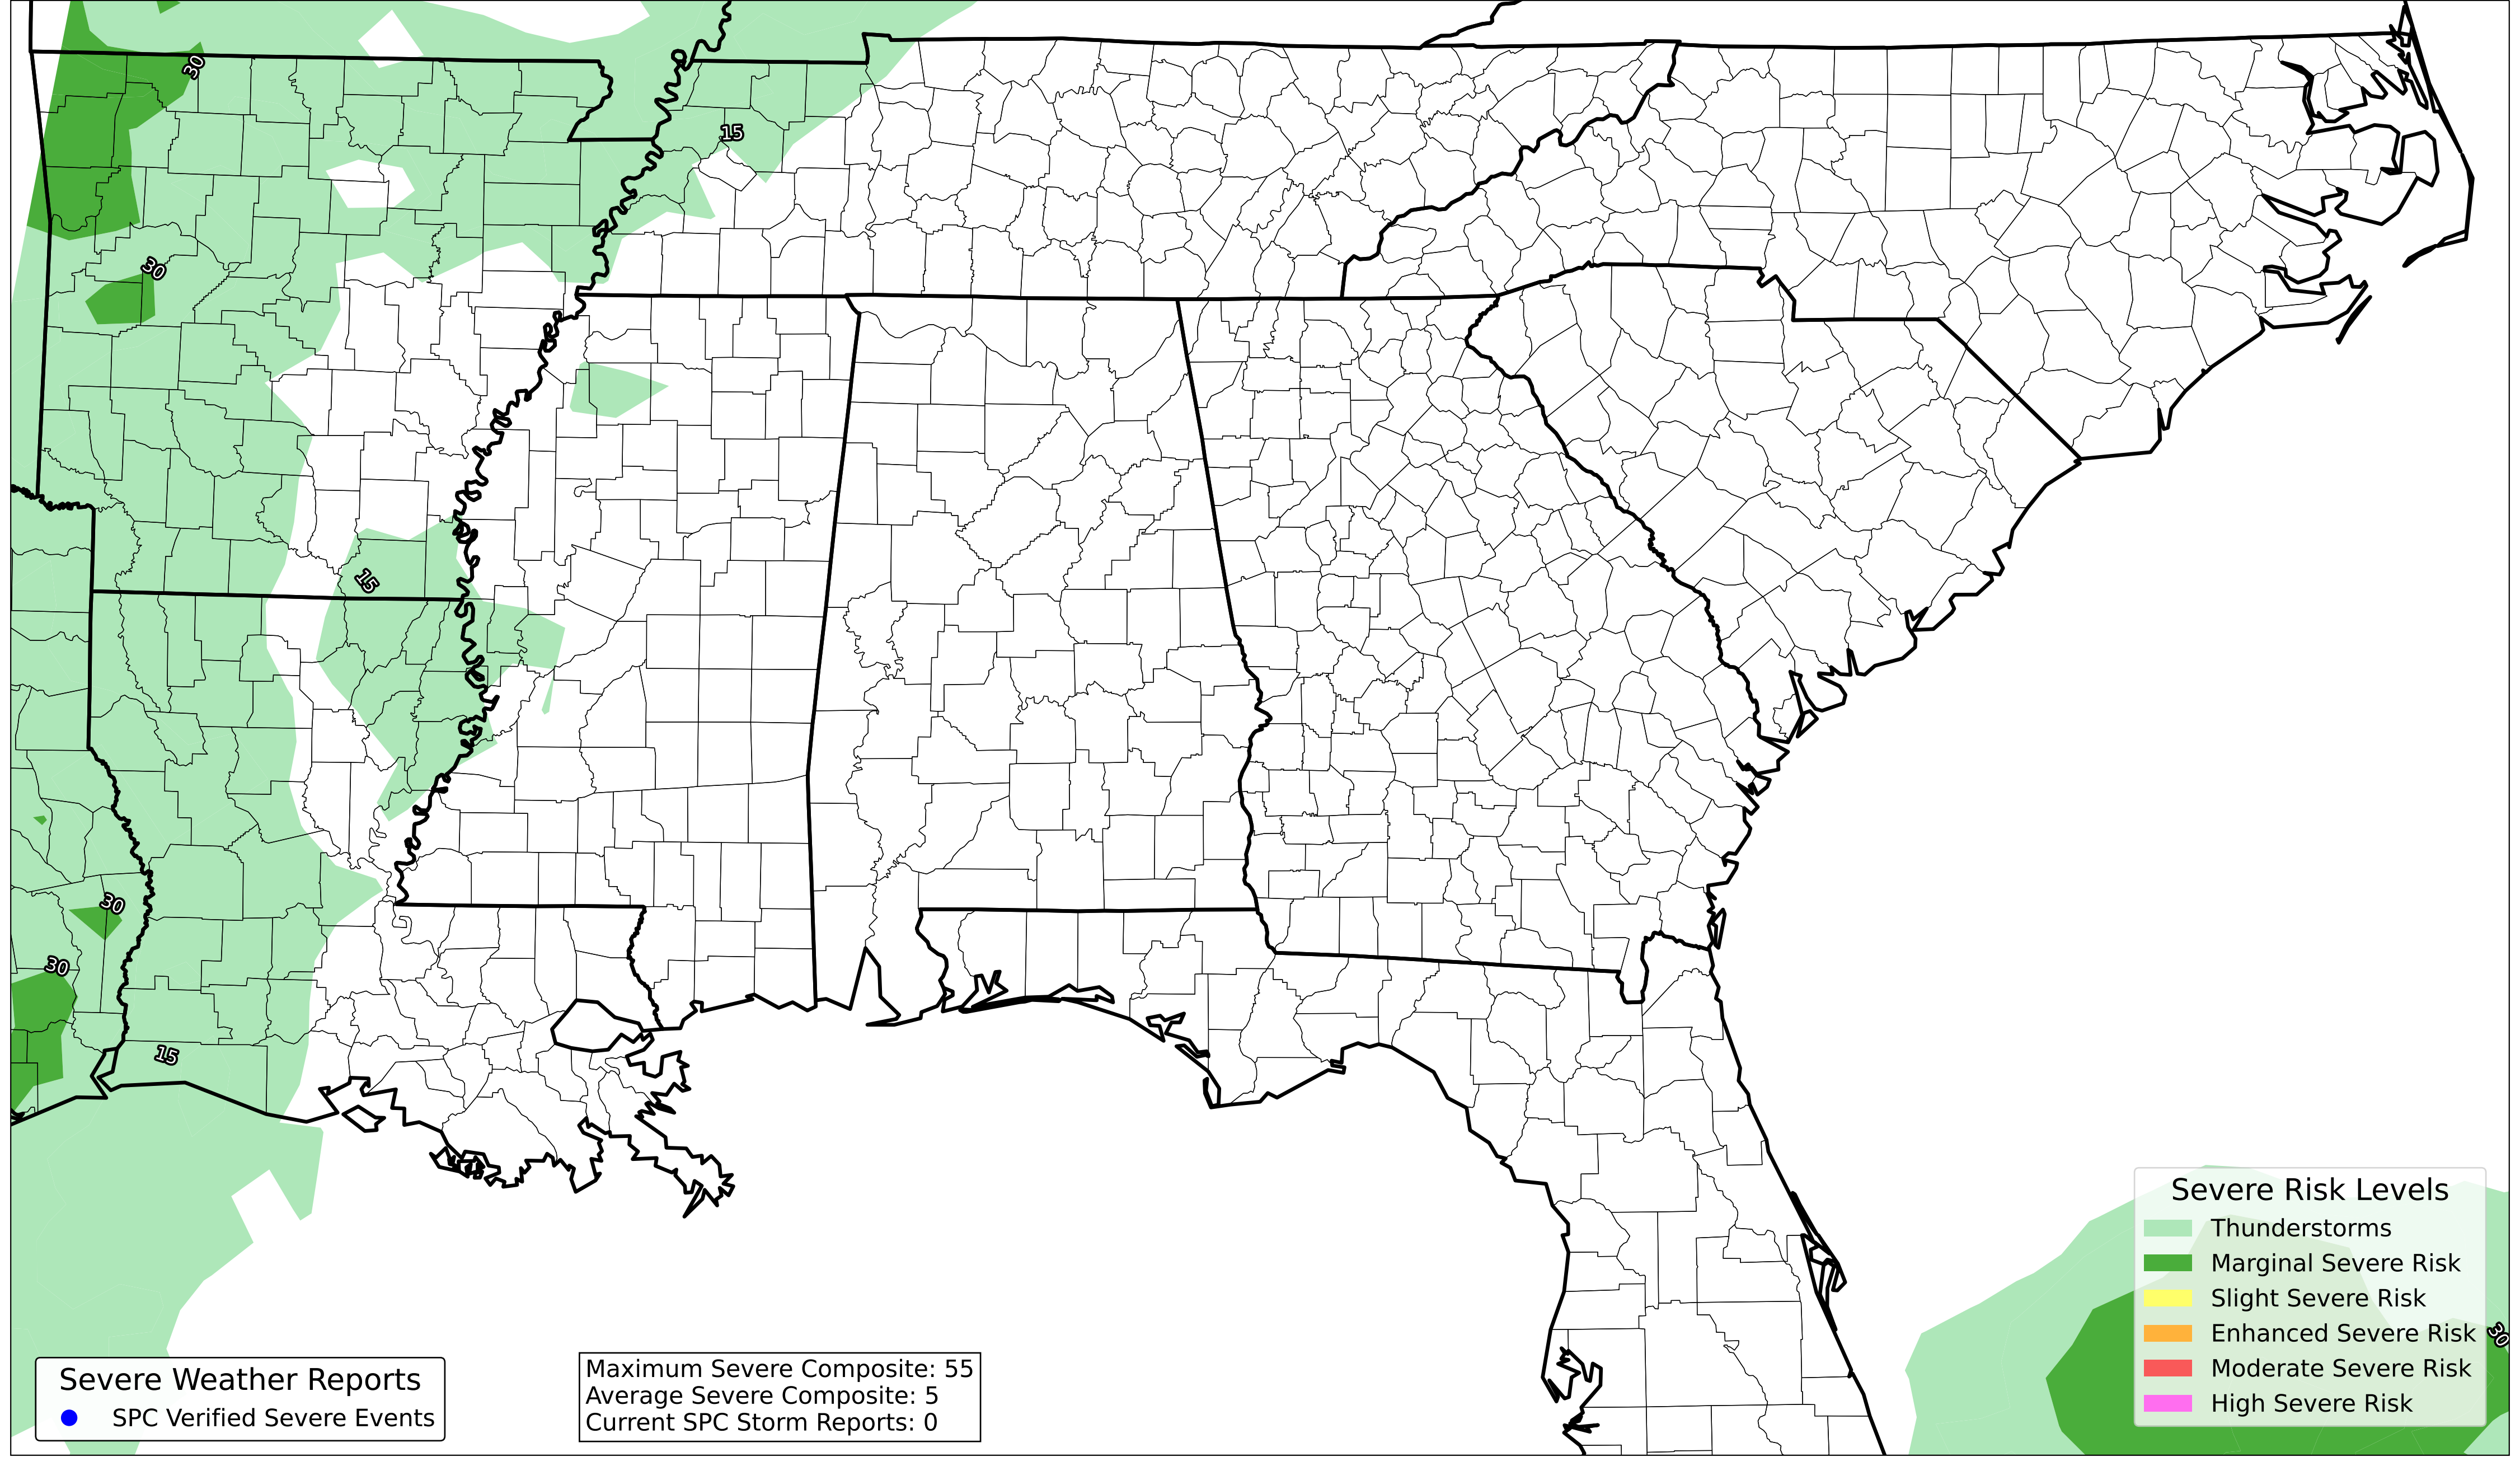 30
15
30
15
30
30
15
30
Severe Risk Levels
Thunderstorms
Marginal Severe Risk
Slight Severe Risk
Enhanced Severe Risk
Moderate Severe Risk
High Severe Risk
Severe Weather Reports
SPC Verified Severe Events
Maximum Severe Composite: 55
Average Severe Composite: 5
Current SPC Storm Reports: 0